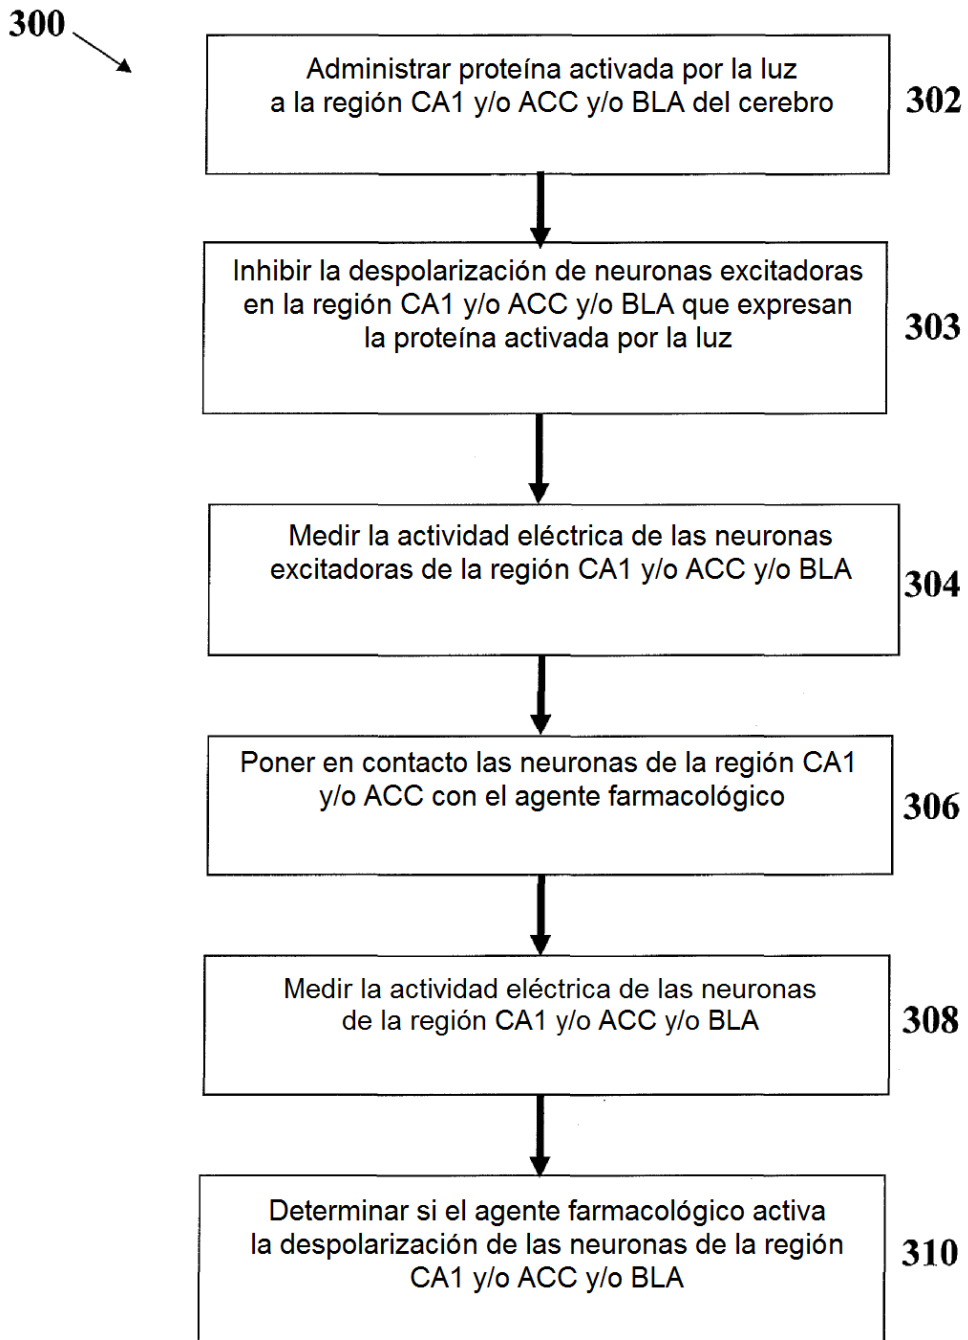 300
Administrar proteína activada por la luz
a la región CA1 y/o ACC y/o BLA del cerebro
302
Inhibir la despolarización de neuronas excitadoras
en la región CA1 y/o ACC y/o BLA que expresan
la proteína activada por la luz
303
Medir la actividad eléctrica de las neuronas
excitadoras de la región CA1 y/o ACC y/o BLA
304
Poner en contacto las neuronas de la región CA1
y/o ACC con el agente farmacológico
306
Medir la actividad eléctrica de las neuronas
de la región CA1 y/o ACC y/o BLA
308
Determinar si el agente farmacológico activa
la despolarización de las neuronas de la región
CA1 y/o ACC y/o BLA
310